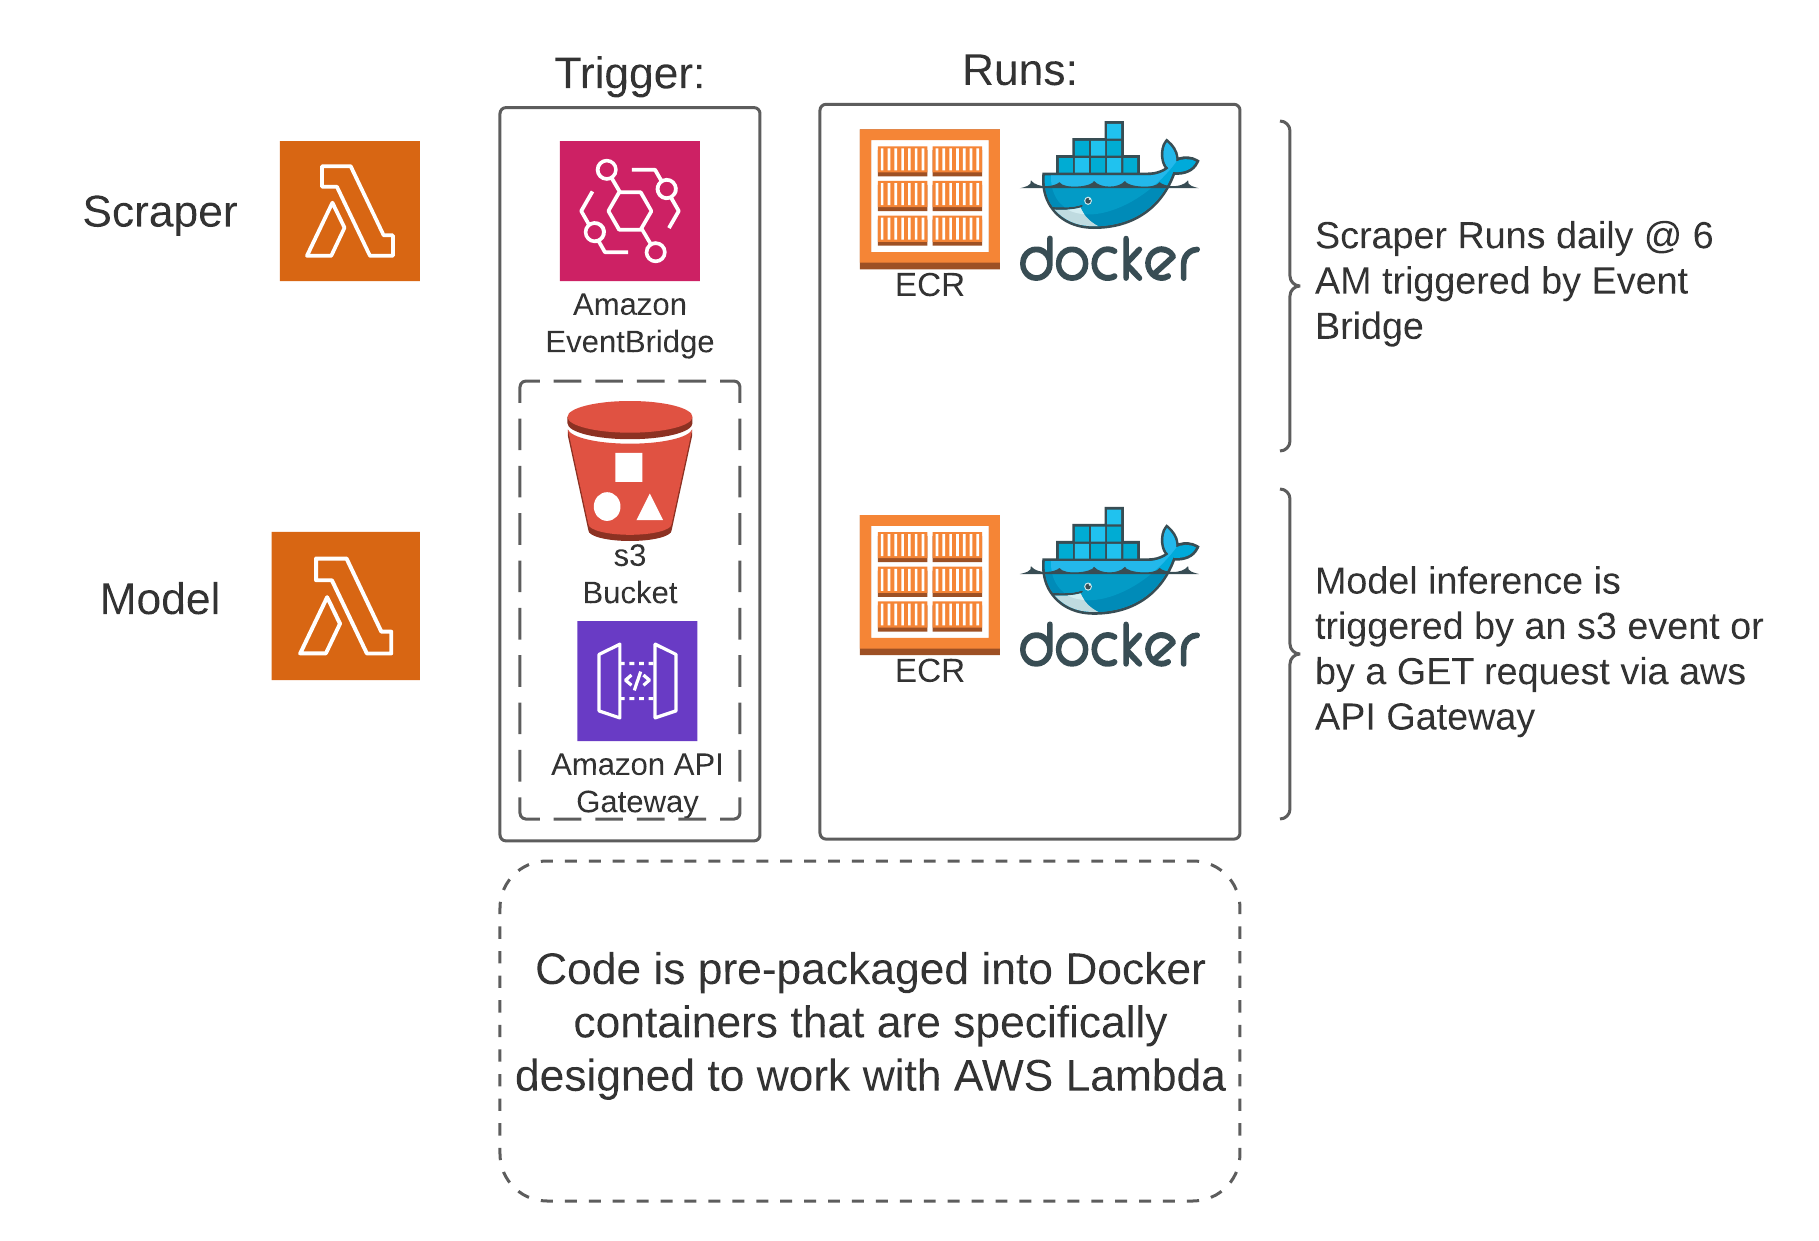 Trigger:
Runs:
Scraper
Amazon
EventBridge
ECR
docker
Scraper Runs daily @ 6
AM triggered by Event
Bridge
Model
s3
Bucket
Amazon API
Gateway
ECR
docker
Model inference is
triggered by an s3 event or
by a GET request via aws
API Gateway
Code is pre-packaged into Docker
containers that are specifically
designed to work with AWS Lambda